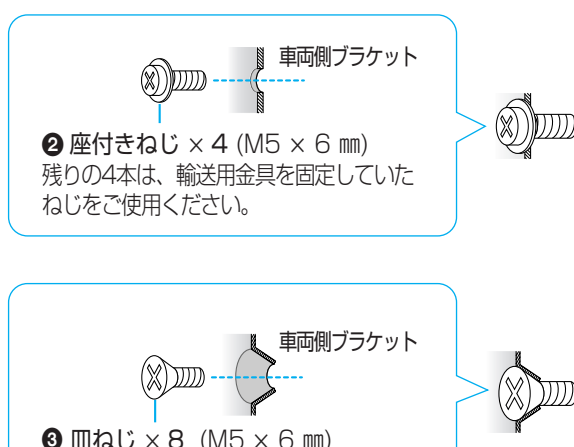 車両側ブラケット
❷ 座付きねじ × 4 (M5 × 6 ㎜)
残りの4本は、輸送用金具を固定していた
ねじをご使用ください。
車両側ブラケット
❸ 皿ねじ × 8 (M5 × 6 ㎜)